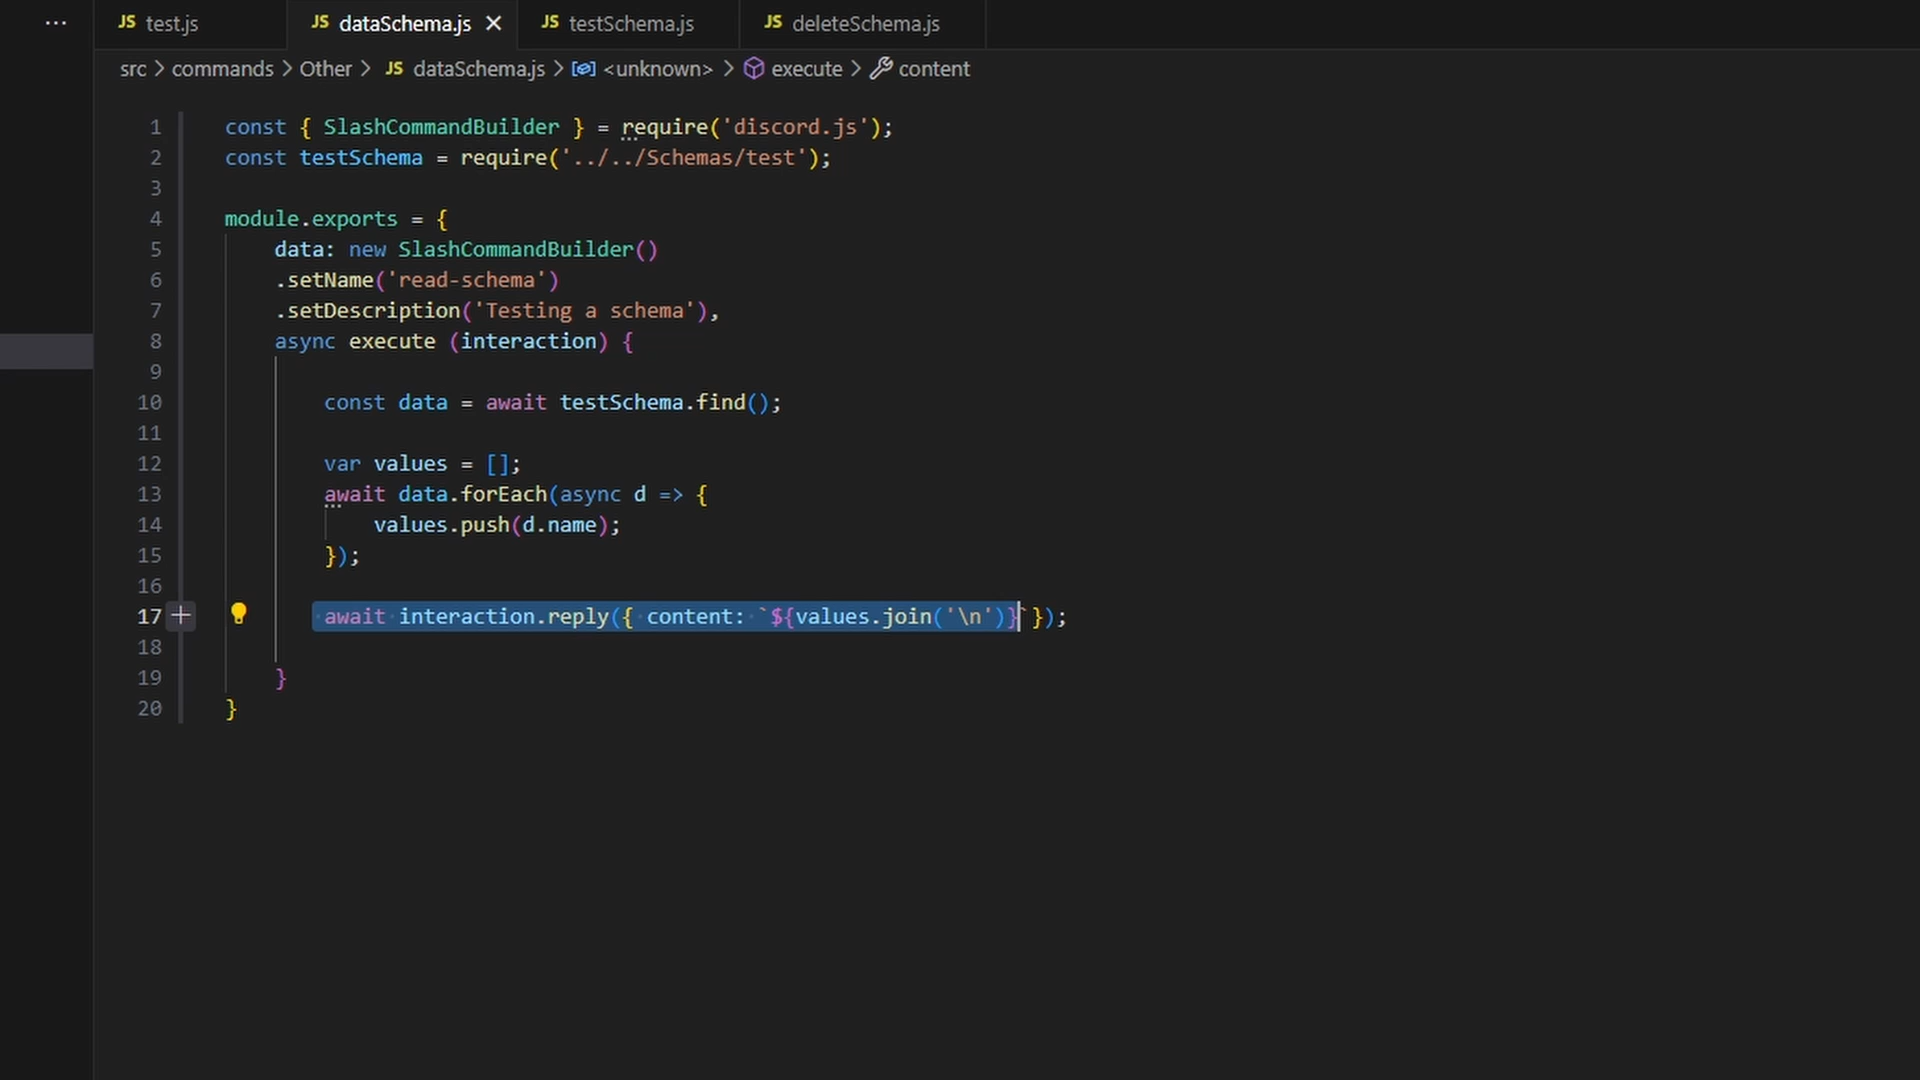 ... JS test.js JS dataSchema.js × JS testSchema.js JS deleteSchema.js
src > commands > Other > JS dataSchema.js > <unknown> > execute > content
1 const { SlashCommandBuilder } = require('discord.js');
2 const testSchema = require('../../Schemas/test');
3
4 module.exports = {
5 data: new SlashCommandBuilder()
6 .setName('read-schema')
7 .setDescription('Testing a schema'),
8 async execute (interaction) {
9
10 const data = await testSchema.find();
11
12 var values = [];
13 await data.forEach(async d => {
14 values.push(d.name);
15 });
16
17 await interaction.reply({ content: `${values.join('\n')}`});
18
19 }
20 }